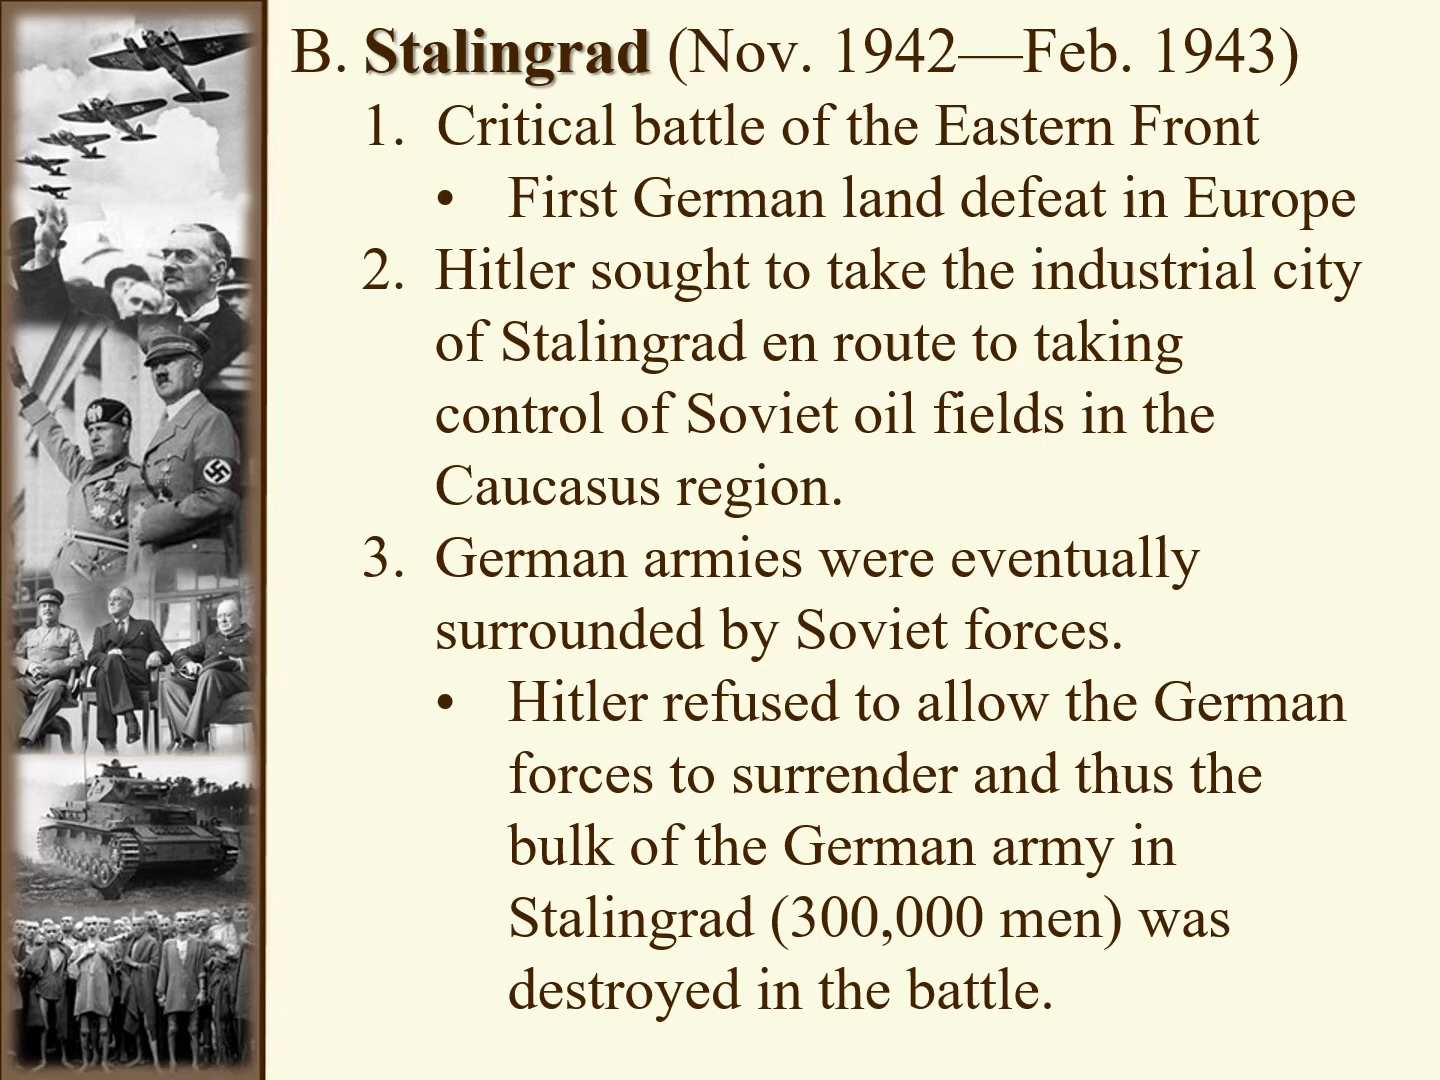 B. Stalingrad (Nov. 1942—Feb. 1943)
1. Critical battle of the Eastern Front
• First German land defeat in Europe
2. Hitler sought to take the industrial city
of Stalingrad en route to taking
control of Soviet oil fields in the
Caucasus region.
3. German armies were eventually
surrounded by Soviet forces.
• Hitler refused to allow the German
forces to surrender and thus the
bulk of the German army in
Stalingrad (300,000 men) was
destroyed in the battle.